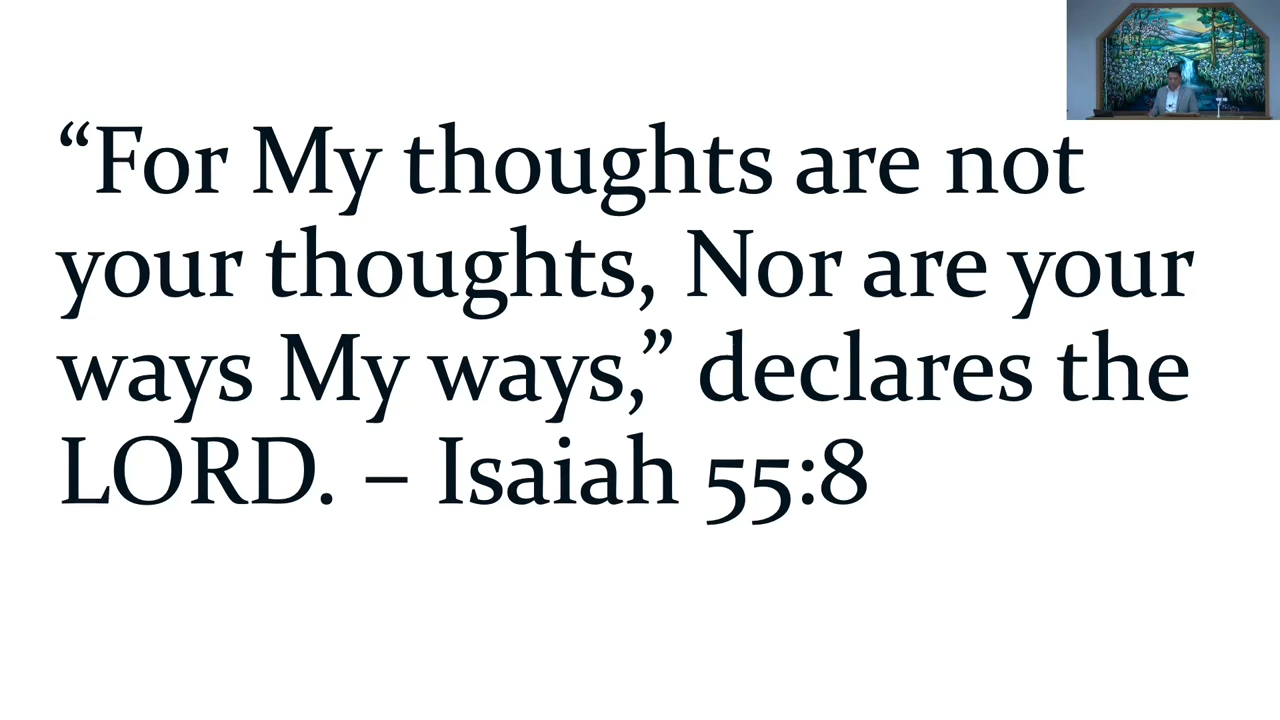 “For My thoughts are not
your thoughts, Nor are your
ways My ways,” declares the
LORD. – Isaiah 55:8